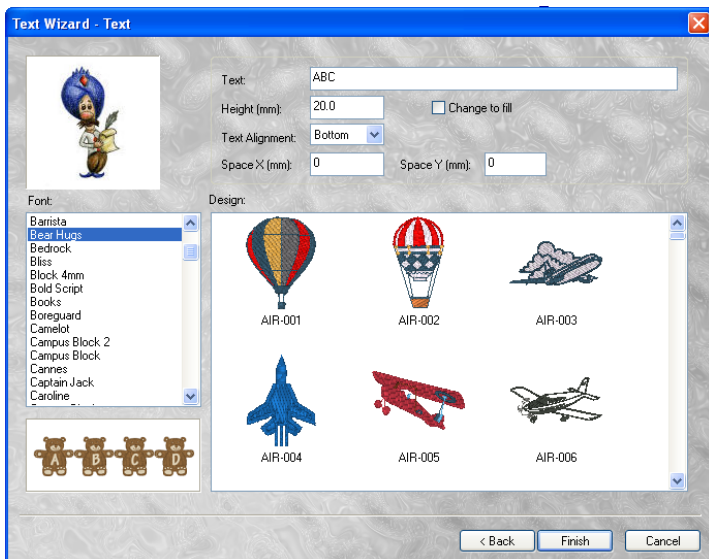 Text Wizard - Text
Text:
ABC
Height (mm):
20.0
Change to fill
Text Alignment:
Bottom
Space X (mm):
0
Space Y (mm):
0
Font:
Barrista
Bear Hugs
Bedrock
Bliss
Block 4mm
Bold Script
Books
Boreguard
Camelot
Campus Block 2
Campus Block
Cannes
Captain Jack
Caroline
A B C D
Design:
AIR-001
AIR-002
AIR-003
AIR-004
AIR-005
AIR-006
< Back
Finish
Cancel